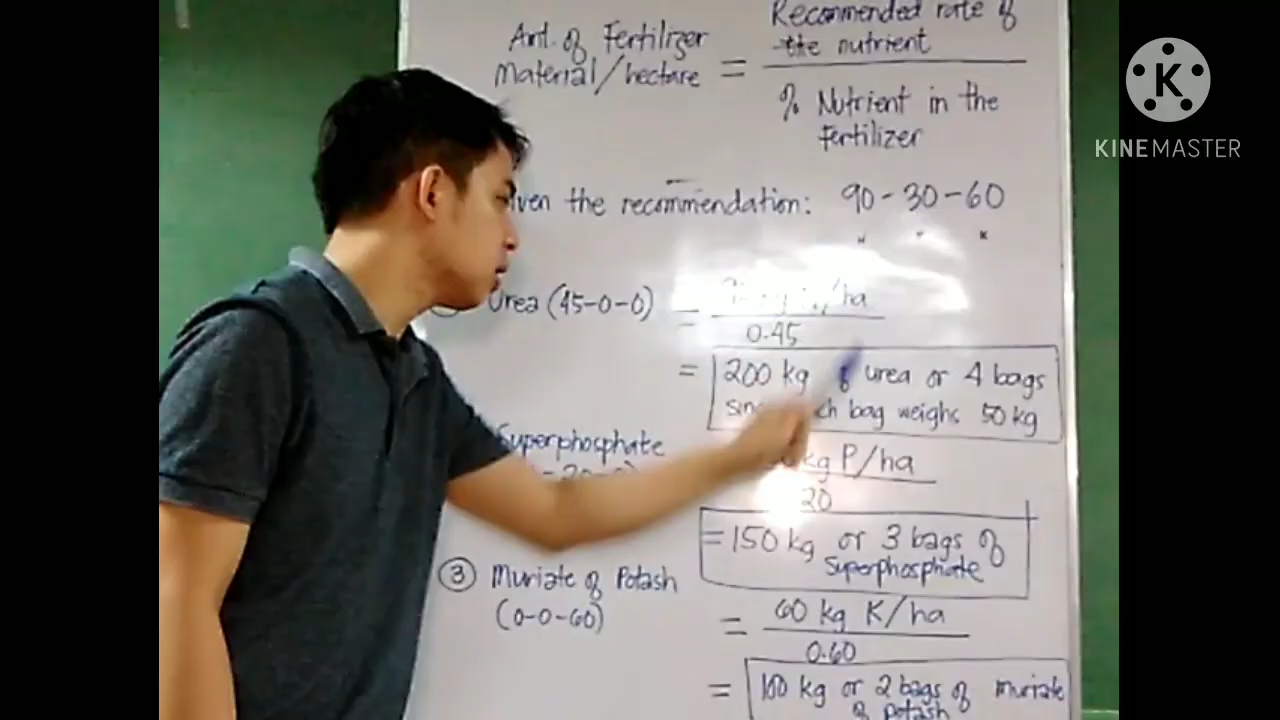 Amt. of Fertilizer
Material/hectare
=
Recommended rate of
the nutrient
% Nutrient in the
Fertilizer
K
KINEMASTER
the recommendation: 90-30-60
N K
Urea (45-0-0) = /ha
0.45
= 200 kg of urea or 4 bags
bag weighs 50 kg
Superphosphate
kg P/ha
20
= 150 kg or 3 bags of
Superphosphate
3 Muriate of Potash
(0-0-60)
= 60 kg K/ha
0.60
= 100 kg or 2 bags of Muriate
of Potash